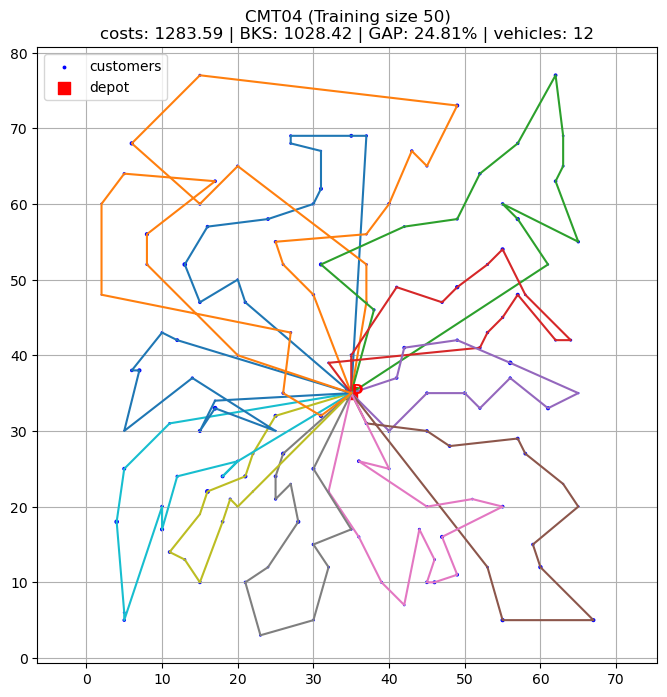 CMT04 (Training size 50)
costs: 1283.59 | BKS: 1028.42 | GAP: 24.81% | vehicles: 12
customers
depot
80
70
60
50
40
30
20
10
0
D
0 10 20 30 40 50 60 70